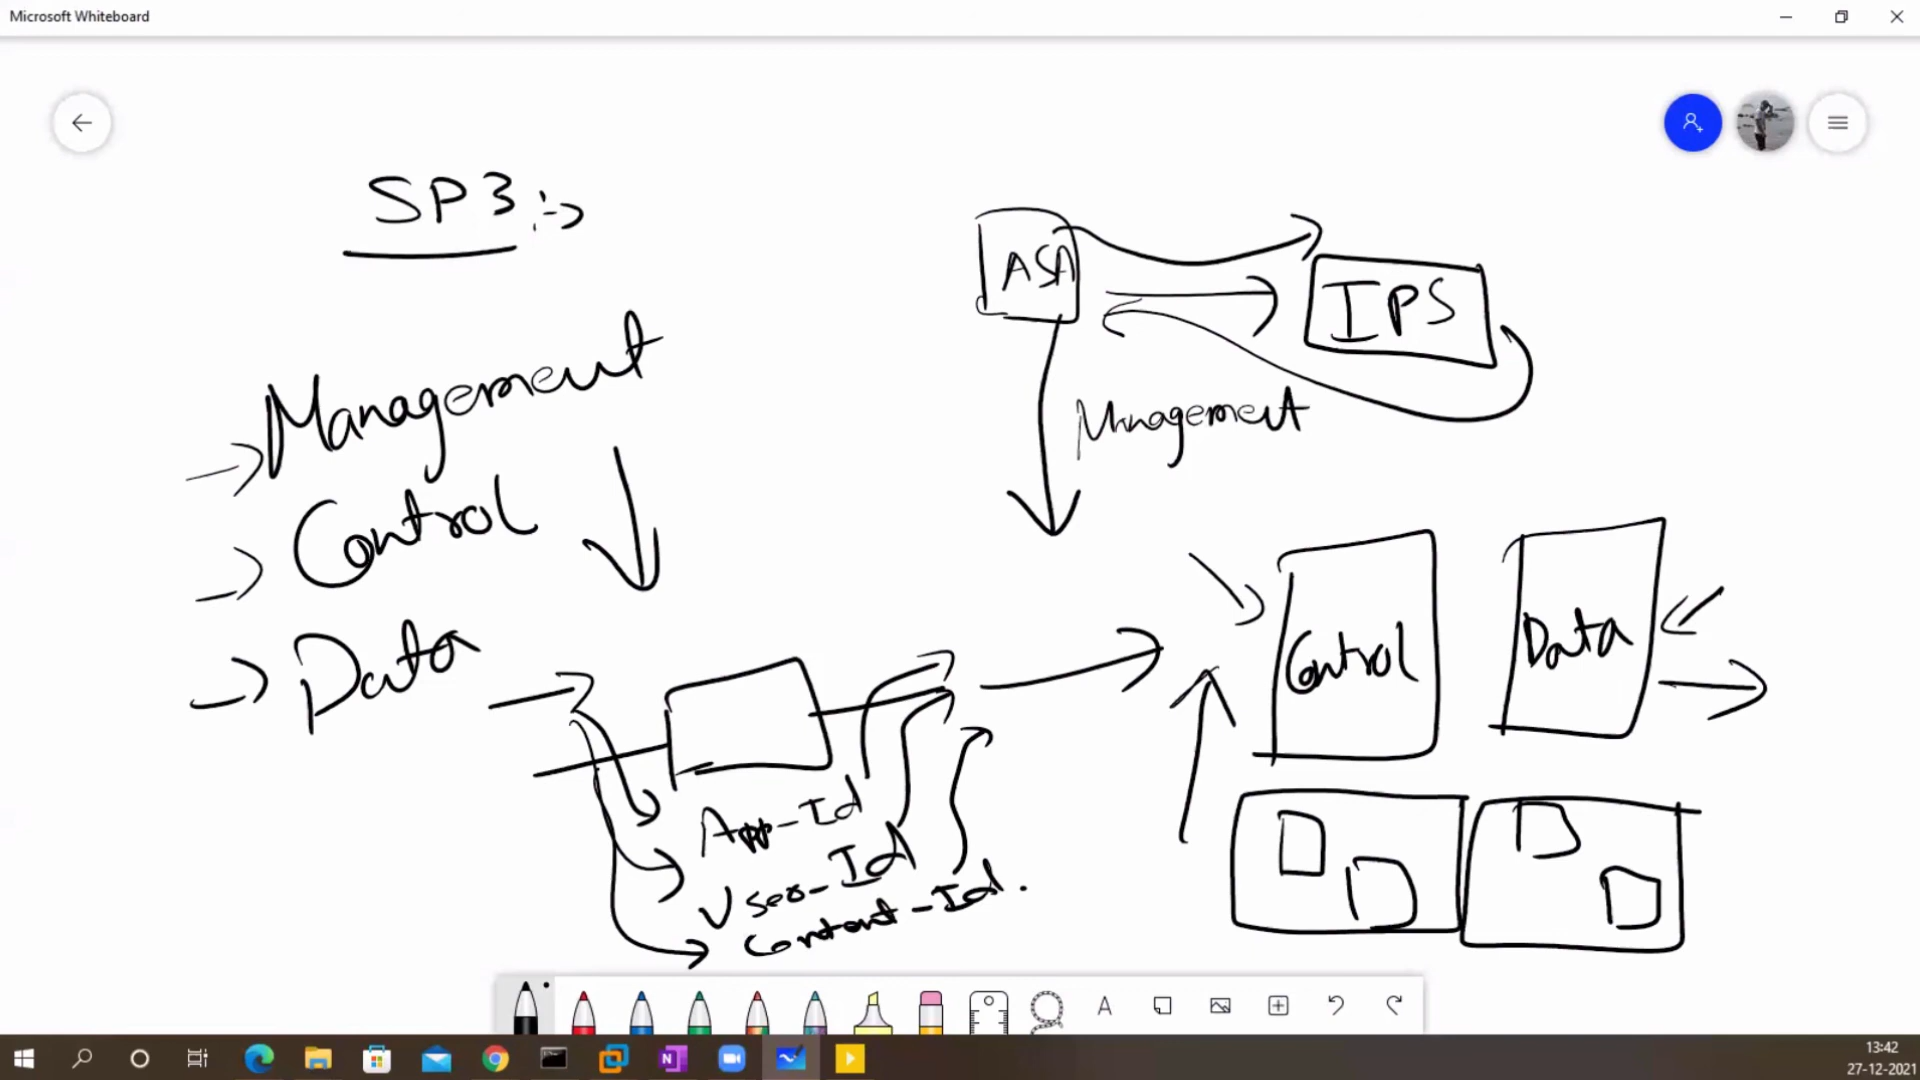 Microsoft Whiteboard
SP3 :->
ASA
IPS
Management
Management
Control
Data
Control
Data
App-Id
User-Id
Content-Id.
A
N
13:42
27-12-2021